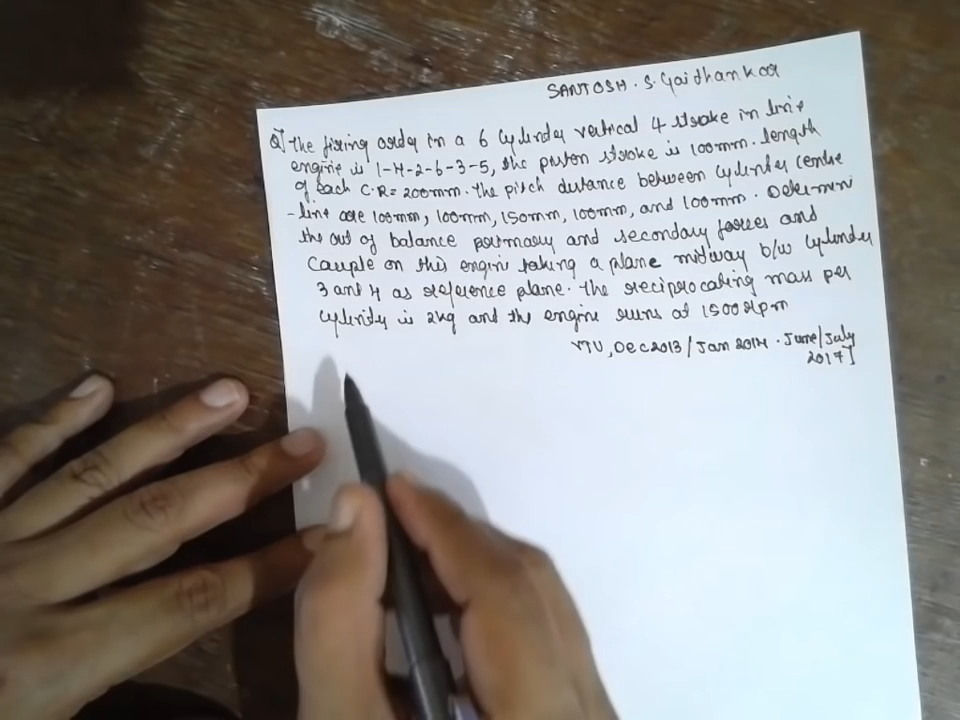 SANTOSH. S. Gaidhankar
Q] The firing order in a 6 cylinder vertical 4 stroke in line
engine is 1-4-2-6-3-5, the piston stroke is 100mm. length
of each C.R = 200mm. the pitch distance between cylinder centre
-line are 100mm, 100mm, 150mm, 100mm, and 100mm. Determine
the out of balance primary and secondary forces and
Couple on this engine taking a plane midway b/w cylinder
3 and 4 as reference plane. the reciprocating mass per
cylinder is 2kg and the engine runs at 1500rpm
VTU, Dec 2013/Jan 2014. June/July
2017]